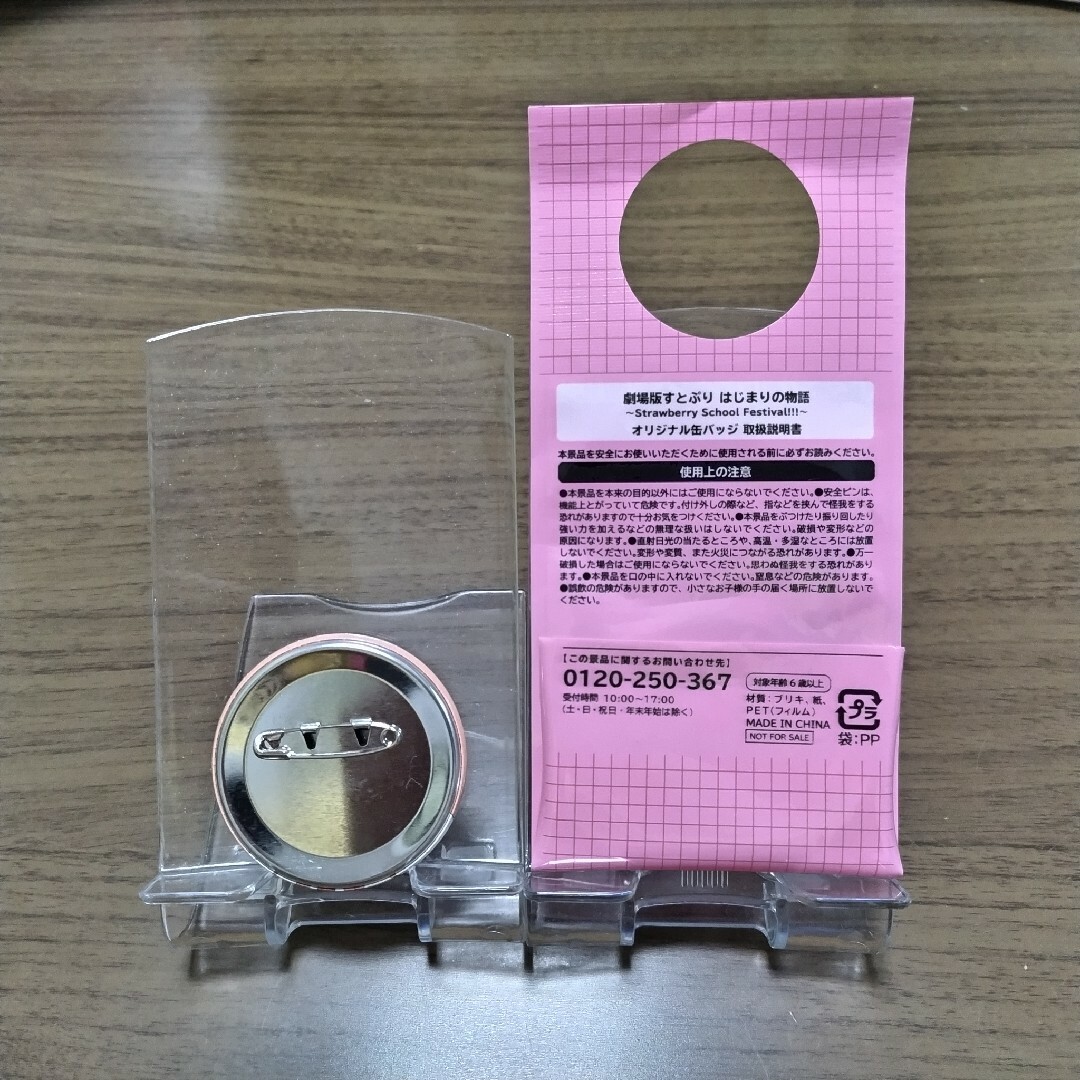 劇場版すとぷり はじまりの物語
～Strawberry School Festival!!!～
オリジナル缶バッジ 取扱説明書
本景品を安全にお使いいただくために使用される前に必ずお読みください。
使用上の注意
●本景品を本来の目的以外にはご使用にならないでください。●安全ピンは、
機能上とがっていて危険です。付け外しの際など、指などを挟んで怪我をする
恐れがありますので十分お気をつけください。●本景品をぶつけたり振り回したり
強い力を加えるなどの無理な扱いはしないでください。破損や変形などの
原因になります。●直射日光の当たるところや、高温・多湿なところには放置
しないでください。変形や変質、また火災につながる恐れがあります。●万一
破損した場合はご使用にならないでください。思わぬ怪我をする恐れがあり
ます。●本景品を口の中に入れないでください。窒息などの危険があります。
●誤飲の危険がありますので、小さなお子様の手の届く場所に放置しないで
ください。
【この景品に関するお問い合わせ先】
0120-250-367
受付時間 10:00～17:00
(土・日・祝日・年末年始は除く)
対象年齢6歳以上
材質：ブリキ、紙、
PET(フィルム)
MADE IN CHINA
NOT FOR SALE
プラ
袋:PP